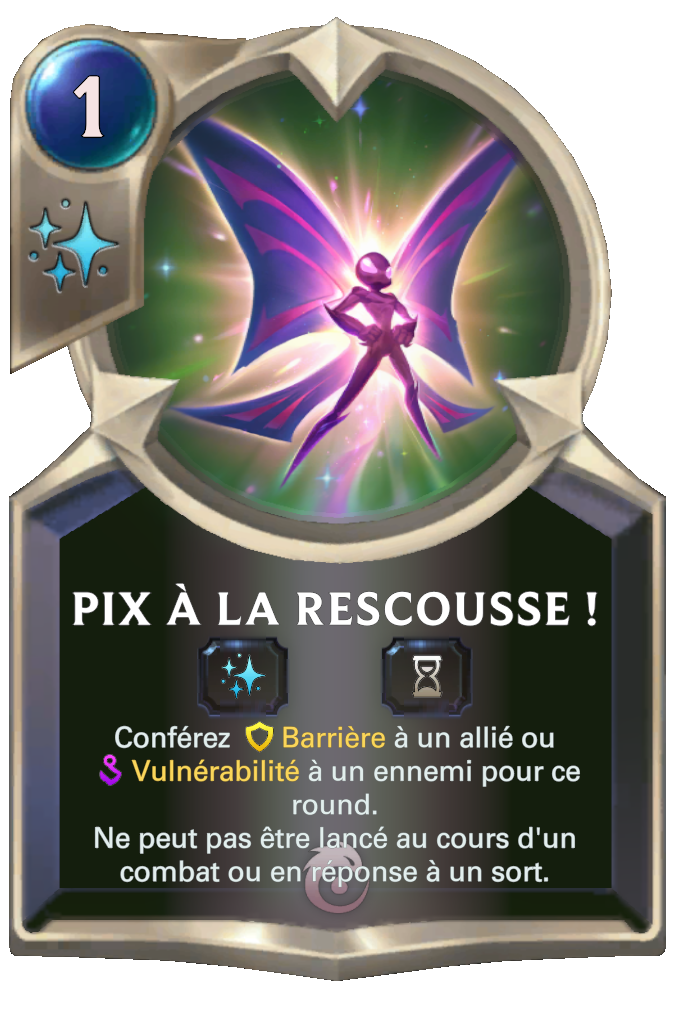 1
PIX À LA RESCOUSSE !
Conférez Barrière à un allié ou
Vulnérabilité à un ennemi pour ce
round.
Ne peut pas être lancé au cours d'un
combat ou en réponse à un sort.